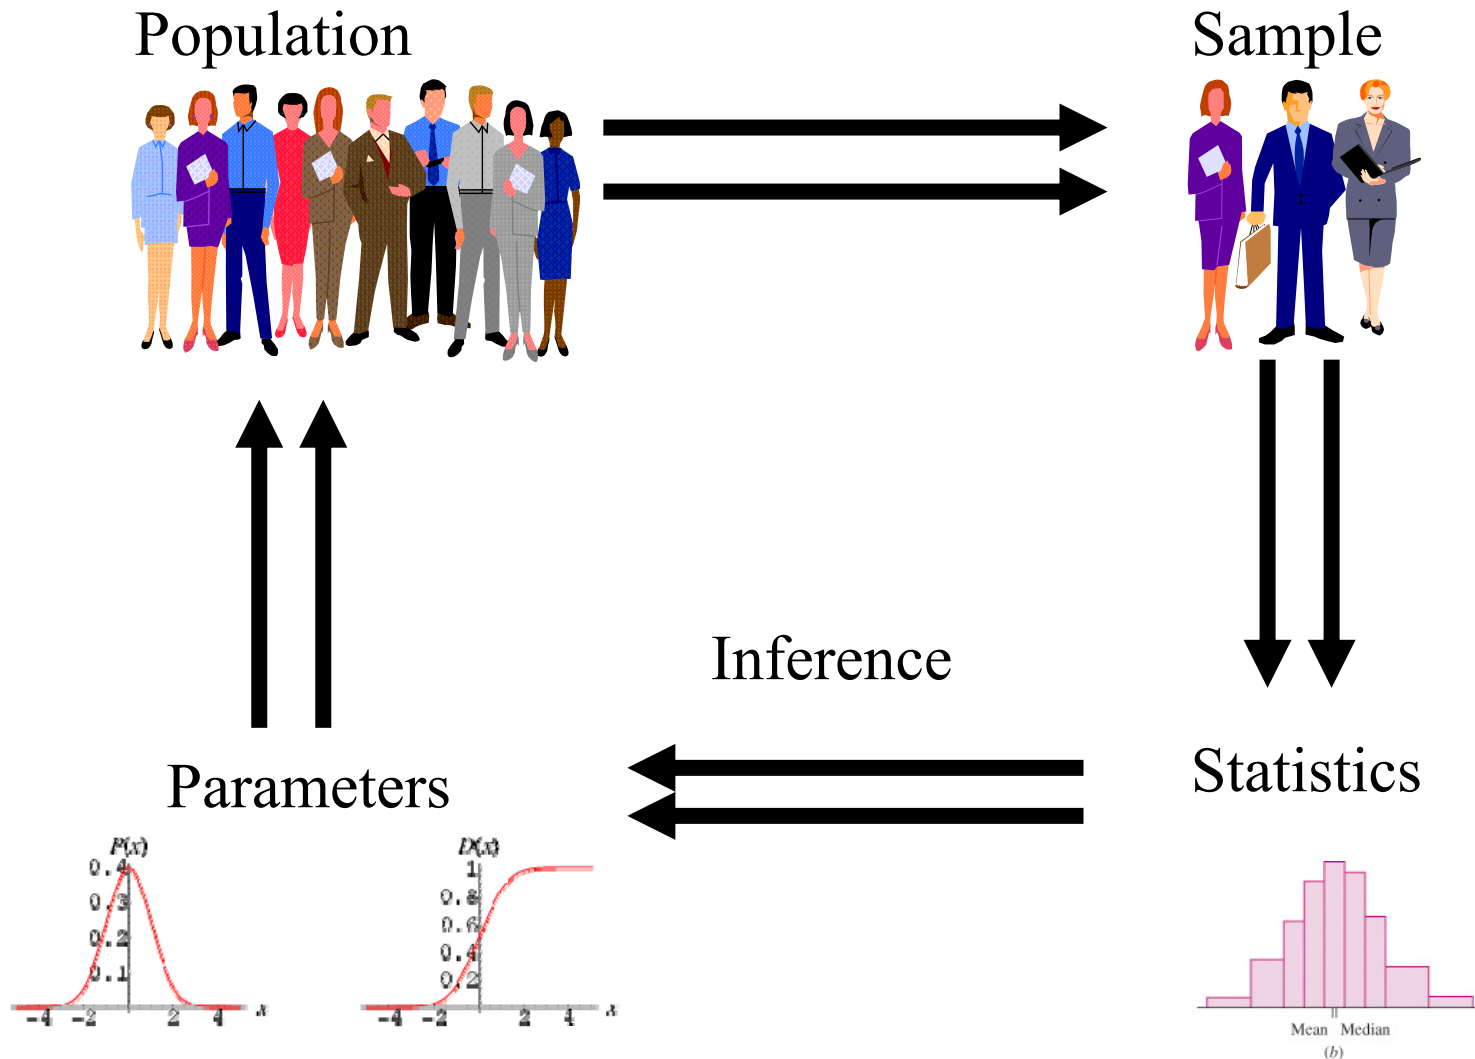 Population
Sample
Inference
Statistics
Parameters
P(x)
0.4
0.3
0.2
0.1
-4 -2 2 4 x
D(x)
1
0.8
0.6
0.4
0.2
-4 -2 2 4 x
Mean Median
(b)